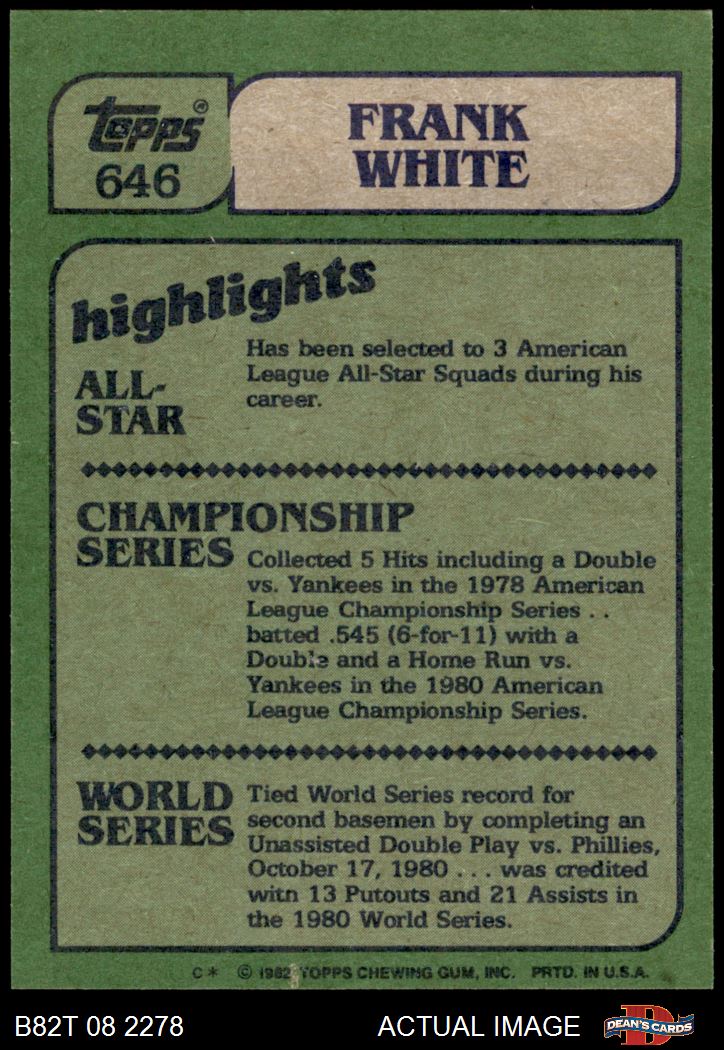 Topps®
646
FRANK
WHITE
highlights
ALL-
STAR
Has been selected to 3 American
League All-Star Squads during his
career.
CHAMPIONSHIP
SERIES
Collected 5 Hits including a Double
vs. Yankees in the 1978 American
League Championship Series . .
batted .545 (6-for-11) with a
Double and a Home Run vs.
Yankees in the 1980 American
League Championship Series.
WORLD
SERIES
Tied World Series record for
second basemen by completing an
Unassisted Double Play vs. Phillies,
October 17, 1980 . . . was credited
with 13 Putouts and 21 Assists in
the 1980 World Series.
C* © 1982 TOPPS CHEWING GUM, INC. PRTD. IN U.S.A.
B82T 08 2278
ACTUAL IMAGE
D
DEAN'S CARDS